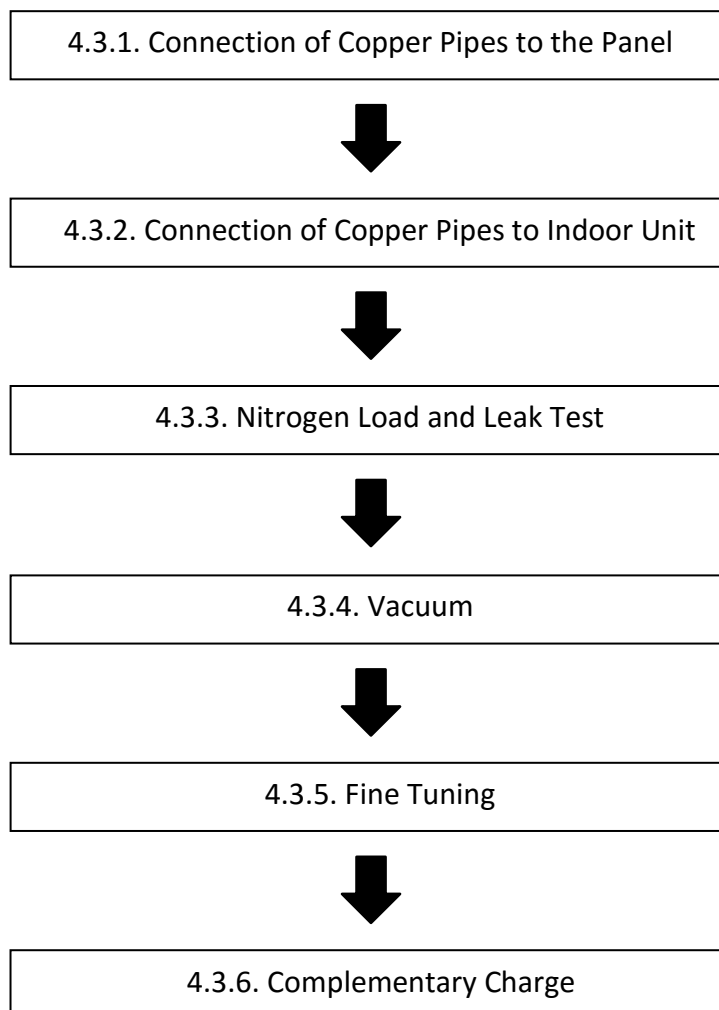 4.3.1. Connection of Copper Pipes to the Panel
4.3.2. Connection of Copper Pipes to Indoor Unit
4.3.3. Nitrogen Load and Leak Test
4.3.4. Vacuum
4.3.5. Fine Tuning
4.3.6. Complementary Charge